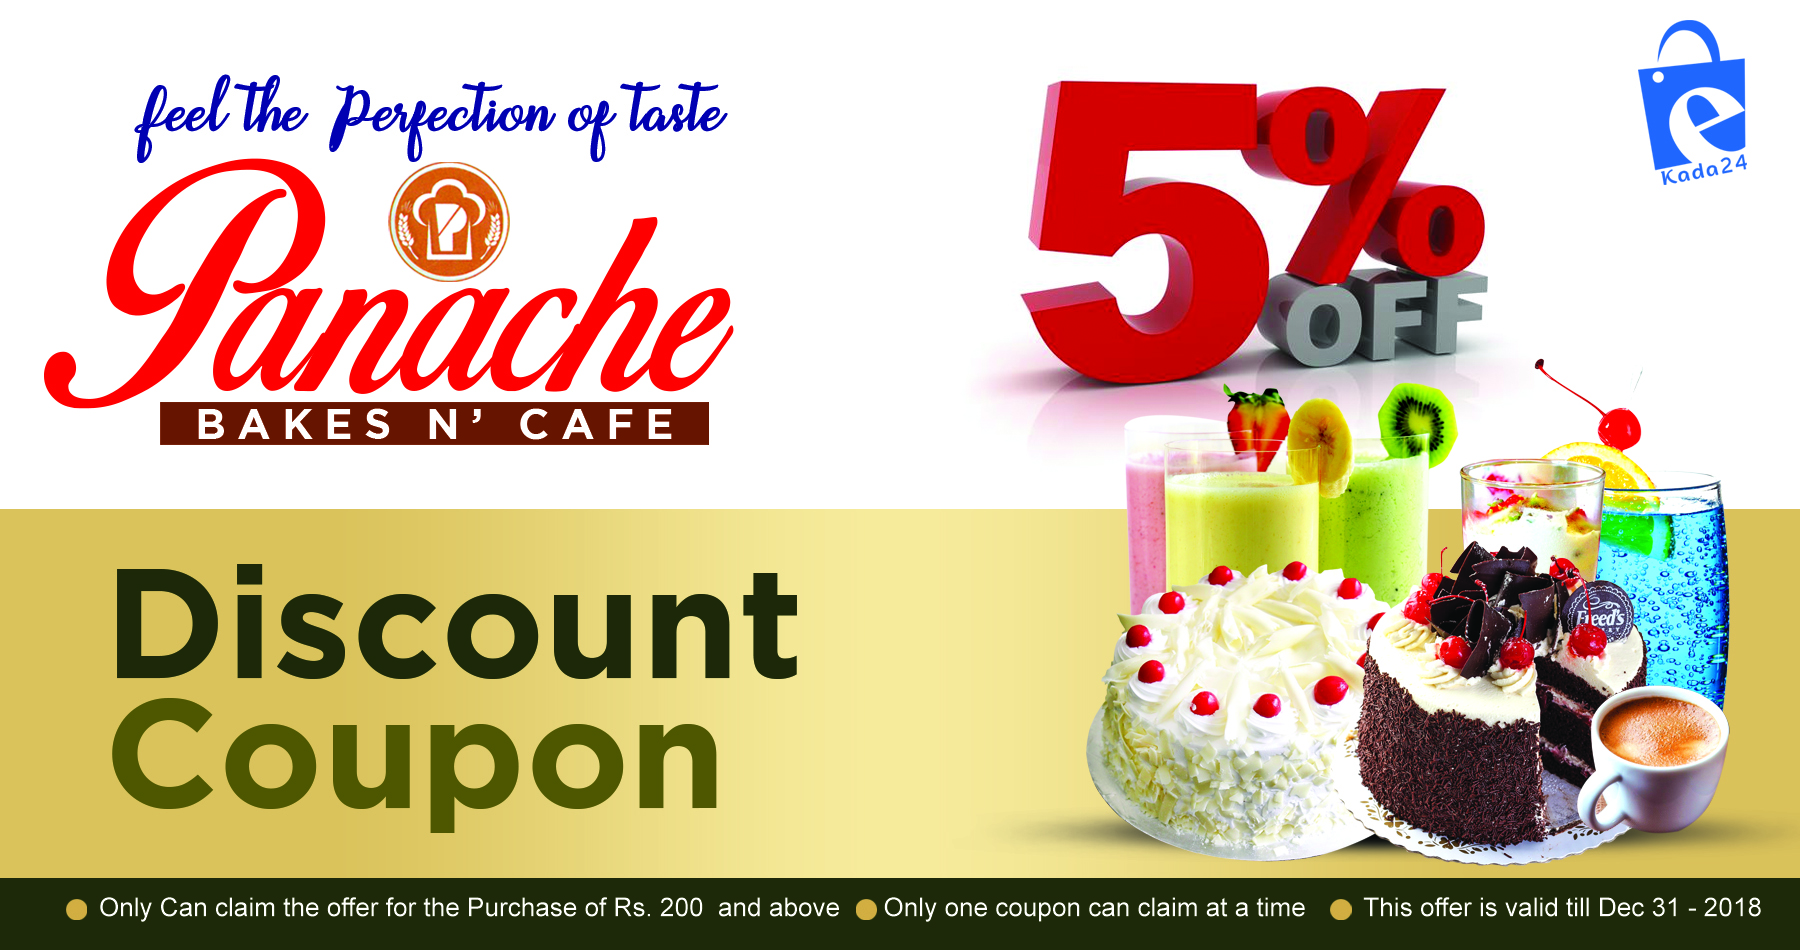 feel the Perfection of taste
P
Panache
BAKES N' CAFE
5%
OFF
e
Kada24
Discount
Coupon
Freed's
Only Can claim the offer for the Purchase of Rs. 200 and above
Only one coupon can claim at a time
This offer is valid till Dec 31 - 2018